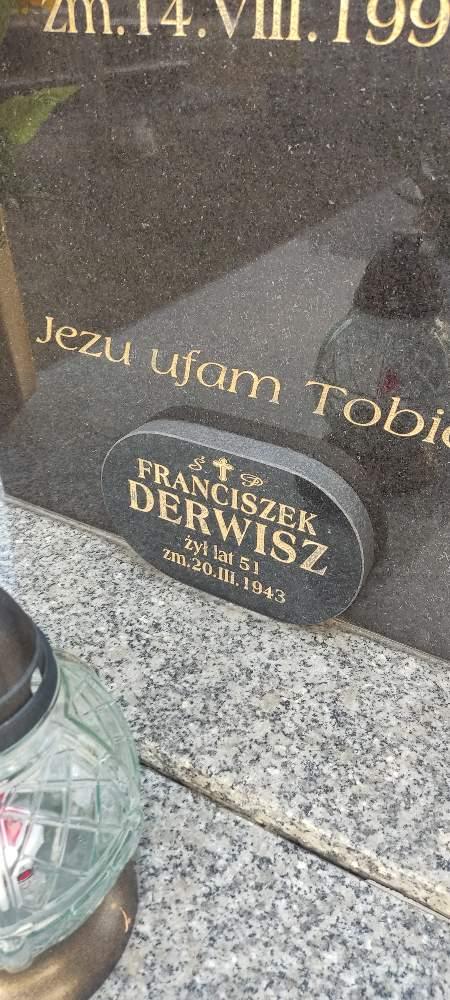 zm.14.VIII.199
Jezu ufam Tobie
Ś P
FRANCISZEK
DERWISZ
żył lat 51
zm.20.III.1943